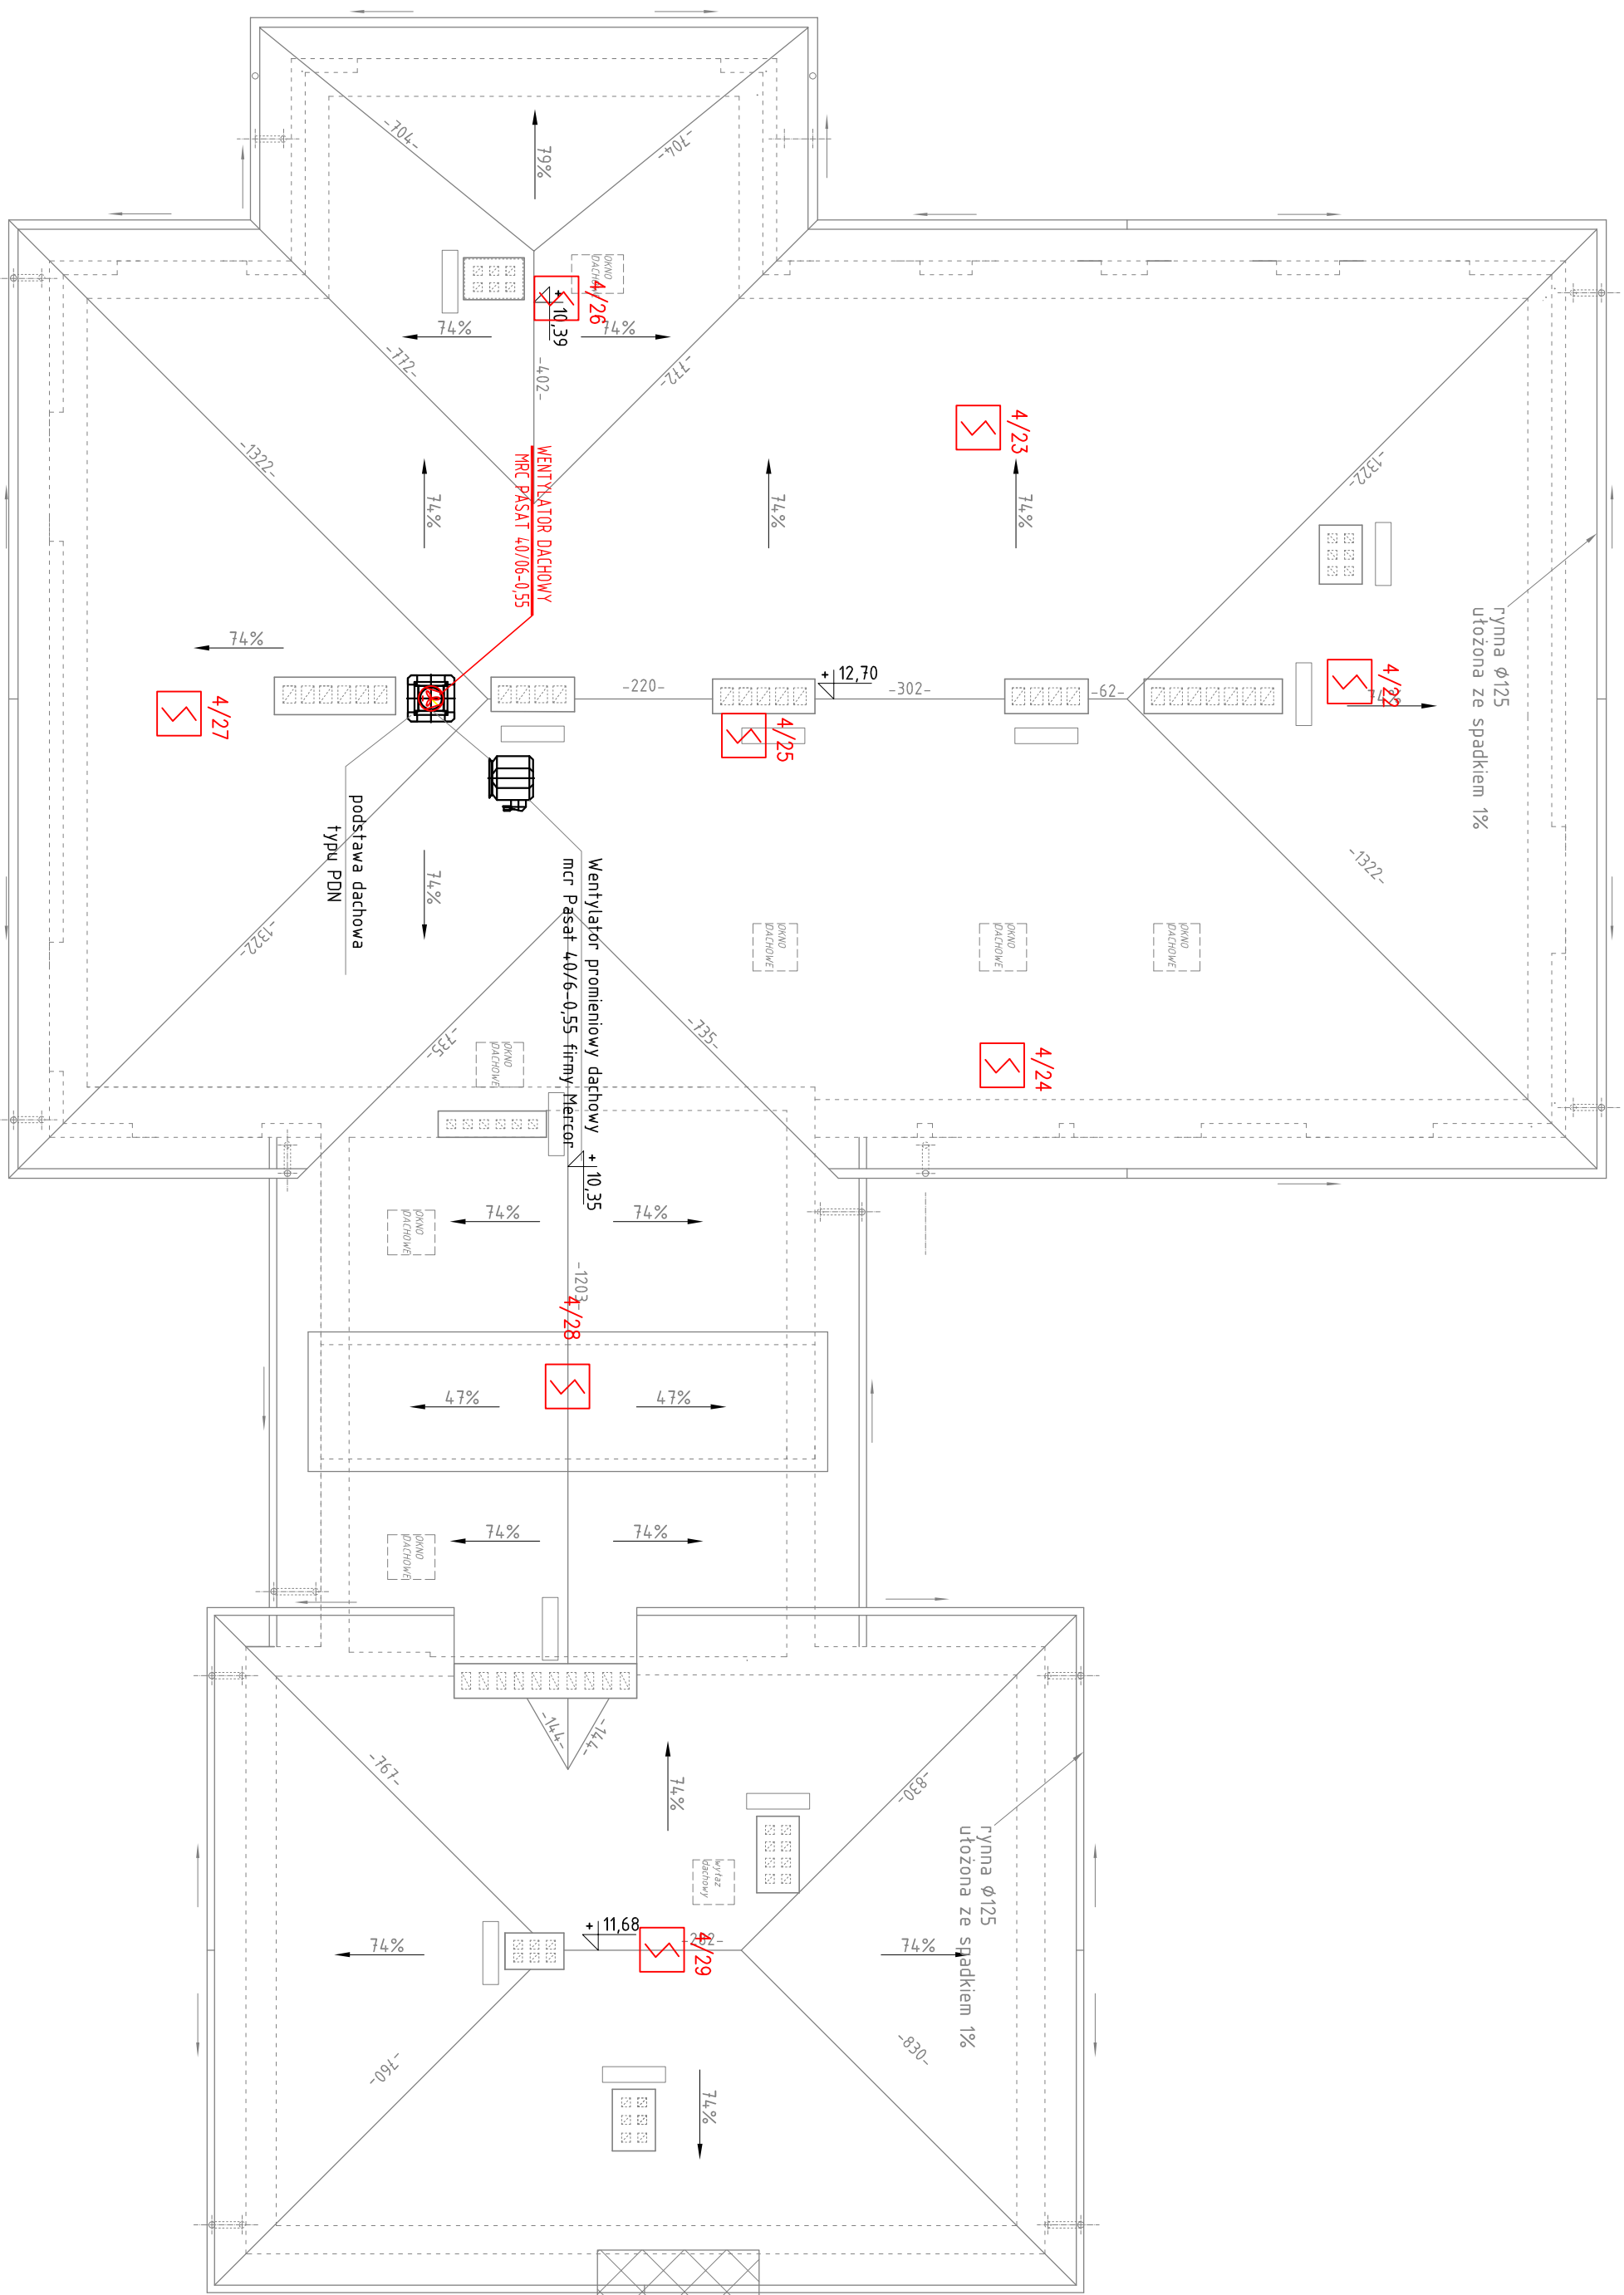 -704-
-704-
79%
OKNO
DACHOWE
4/26
+ 10,39
74%
74%
-772-
-772-
-402-
4/23
-1322-
-1322-
WENTYLATOR DACHOWY
MRC PASAT 40/06-0,55
74%
74%
74%
rynna Ø125
ułożona ze spadkiem 1%
74%
4/27
-220-
+ 12,70
-302-
-62-
4/22
74%
4/25
podstawa dachowa
typu PDN
74%
Wentylator promieniowy dachowy
mcr Pasat 40/6-0,55 firmy Mercor
-1322-
-1322-
OKNO
DACHOWE
OKNO
DACHOWE
OKNO
DACHOWE
-735-
-735-
OKNO
DACHOWE
4/24
+ 10,35
74%
74%
OKNO
DACHOWE
-1203-
4/28
47%
47%
74%
74%
OKNO
DACHOWE
-144-
-144-
-767-
-830-
74%
rynna Ø125
ułożona ze spadkiem 1%
wyłaz
dachowy
+ 11,68
-262-
4/29
74%
74%
-760-
-830-
74%